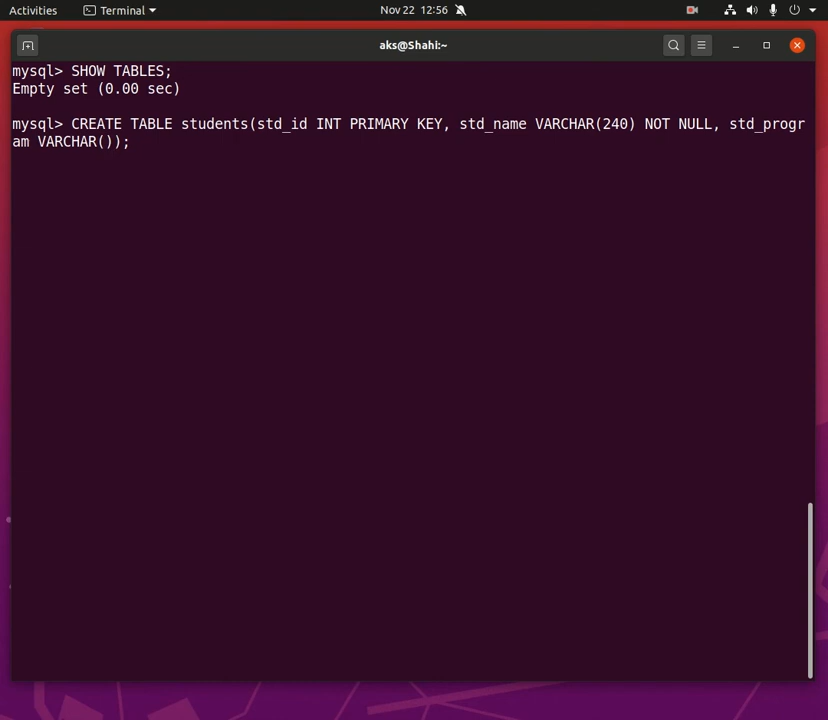 Activities Terminal Nov 22 12:56
aks@Shahi:~
mysql> SHOW TABLES;
Empty set (0.00 sec)
mysql> CREATE TABLE students(std_id INT PRIMARY KEY, std_name VARCHAR(240) NOT NULL, std_progr
am VARCHAR());